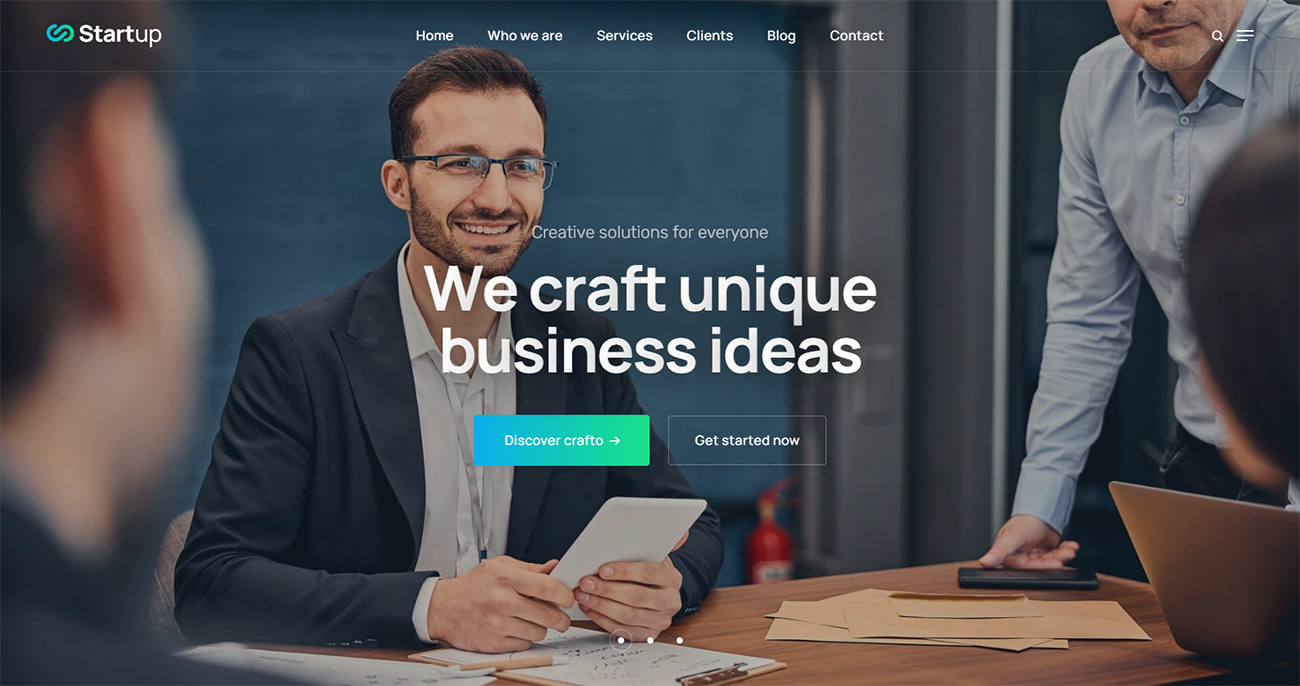 Startup
Home
Who we are
Services
Clients
Blog
Contact
Creative solutions for everyone
We craft unique
business ideas
Discover crafto →
Get started now